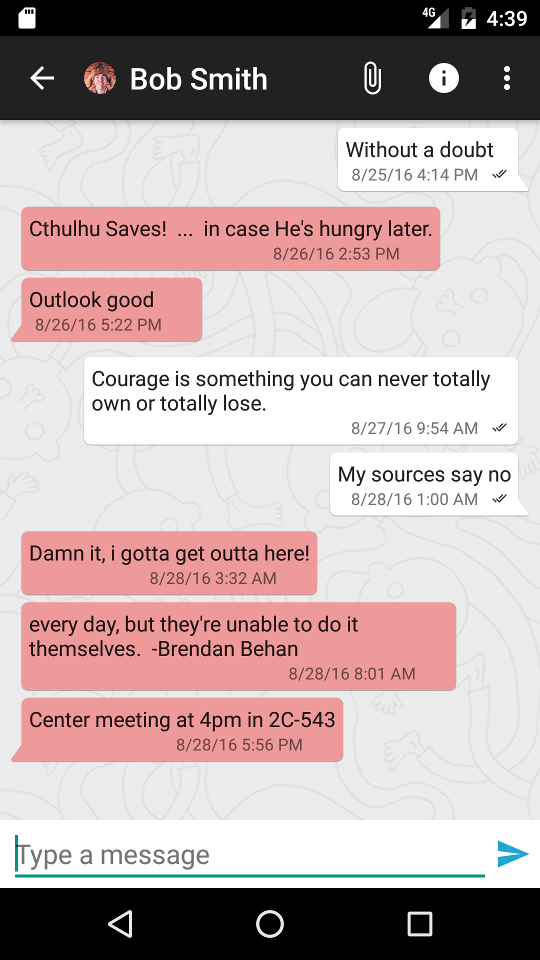 4G 4:39
Bob Smith
Without a doubt
8/25/16 4:14 PM
Cthulhu Saves!  ...  in case He's hungry later.
8/26/16 2:53 PM
Outlook good
8/26/16 5:22 PM
Courage is something you can never totally
own or totally lose.
8/27/16 9:54 AM
My sources say no
8/28/16 1:00 AM
Damn it, i gotta get outta here!
8/28/16 3:32 AM
every day, but they're unable to do it
themselves.  -Brendan Behan
8/28/16 8:01 AM
Center meeting at 4pm in 2C-543
8/28/16 5:56 PM
Type a message